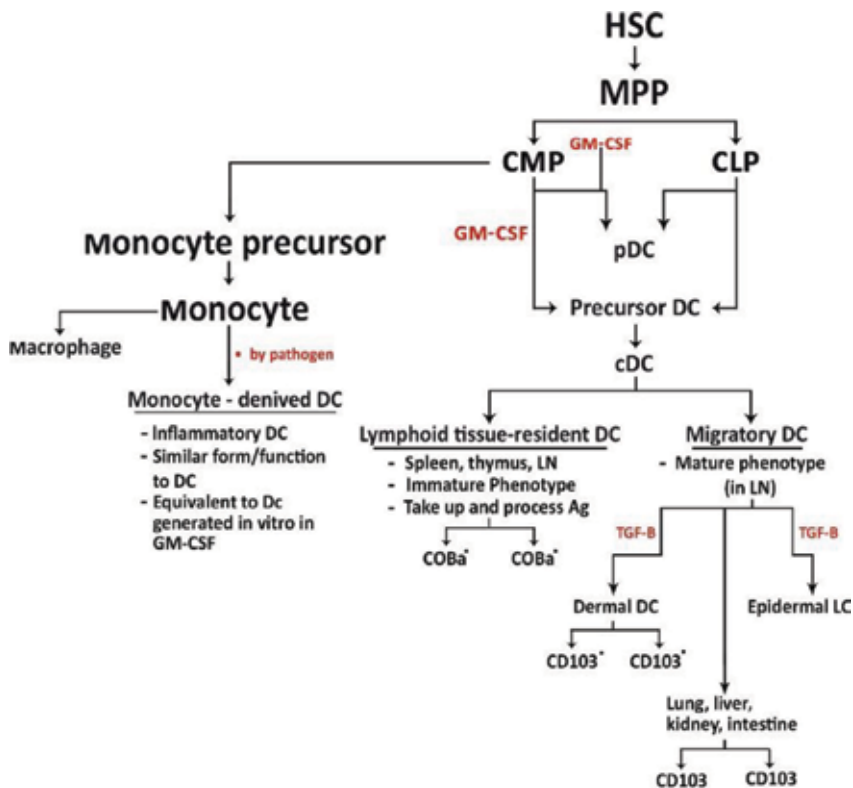 HSC
MPP
GM-CSF
CMP
CLP
GM-CSF
pDC
Monocyte precursor
Precursor DC
Monocyte
Macrophage
• by pathogen
cDC
Monocyte - denived DC
- Inflammatory DC
- Similar form/function
to DC
- Equivalent to Dc
generated in vitro in
GM-CSF
Lymphoid tissue-resident DC
- Spleen, thymus, LN
- Immature Phenotype
- Take up and process Ag
COBa•
COBa•
Migratory DC
- Mature phenotype
(in LN)
TGF-B
TGF-B
Dermal DC
Epidermal LC
CD103•
CD103•
Lung, liver,
kidney, intestine
CD103
CD103